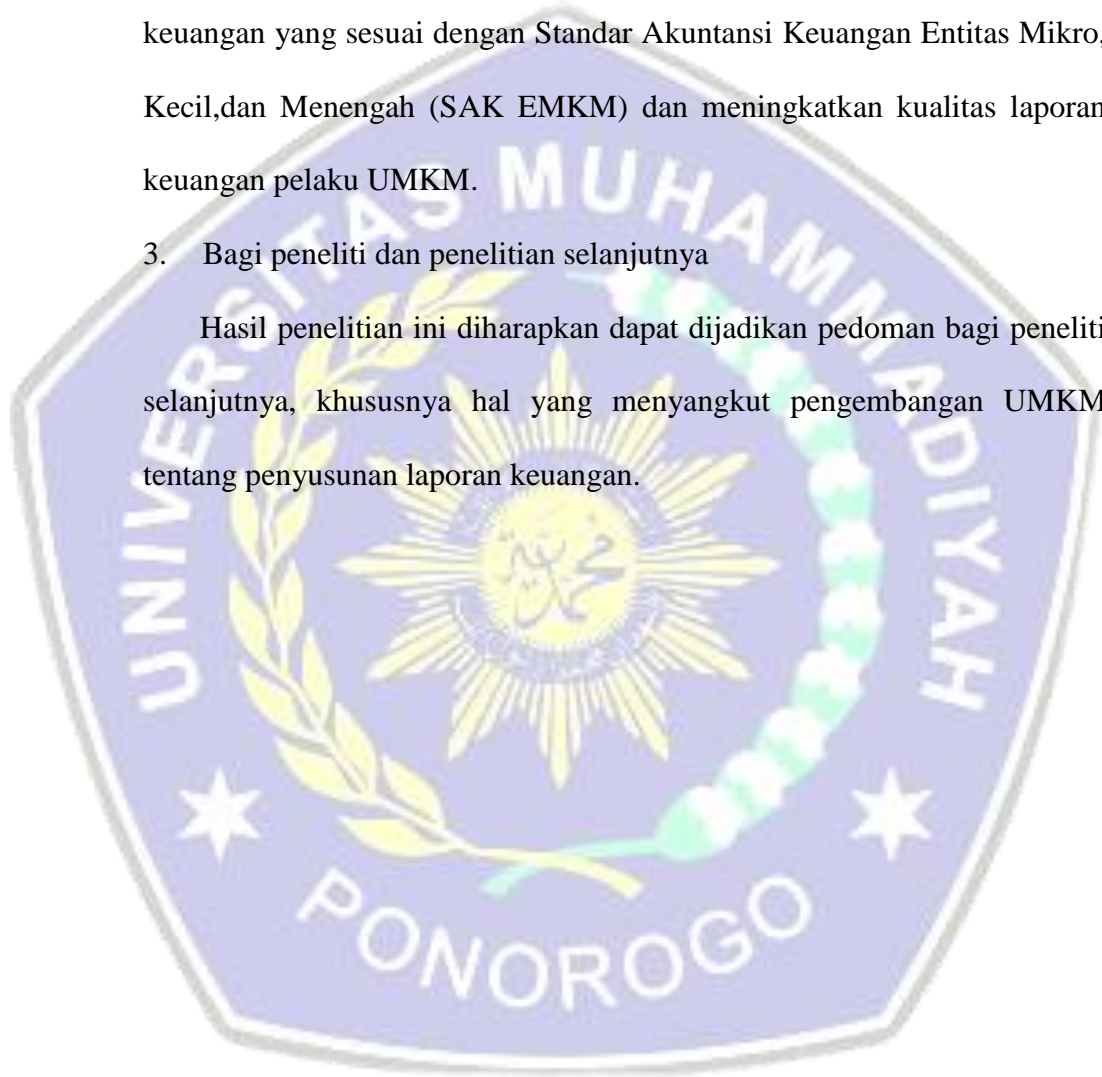 keuangan yang sesuai dengan Standar Akuntansi Keuangan Entitas Mikro,
Kecil,dan Menengah (SAK EMKM) dan meningkatkan kualitas laporan
keuangan pelaku UMKM.
3. Bagi peneliti dan penelitian selanjutnya
Hasil penelitian ini diharapkan dapat dijadikan pedoman bagi peneliti
selanjutnya, khususnya hal yang menyangkut pengembangan UMKM
tentang penyusunan laporan keuangan.
UNIVERSITAS MUHAMMADIYAH
PONOROGO